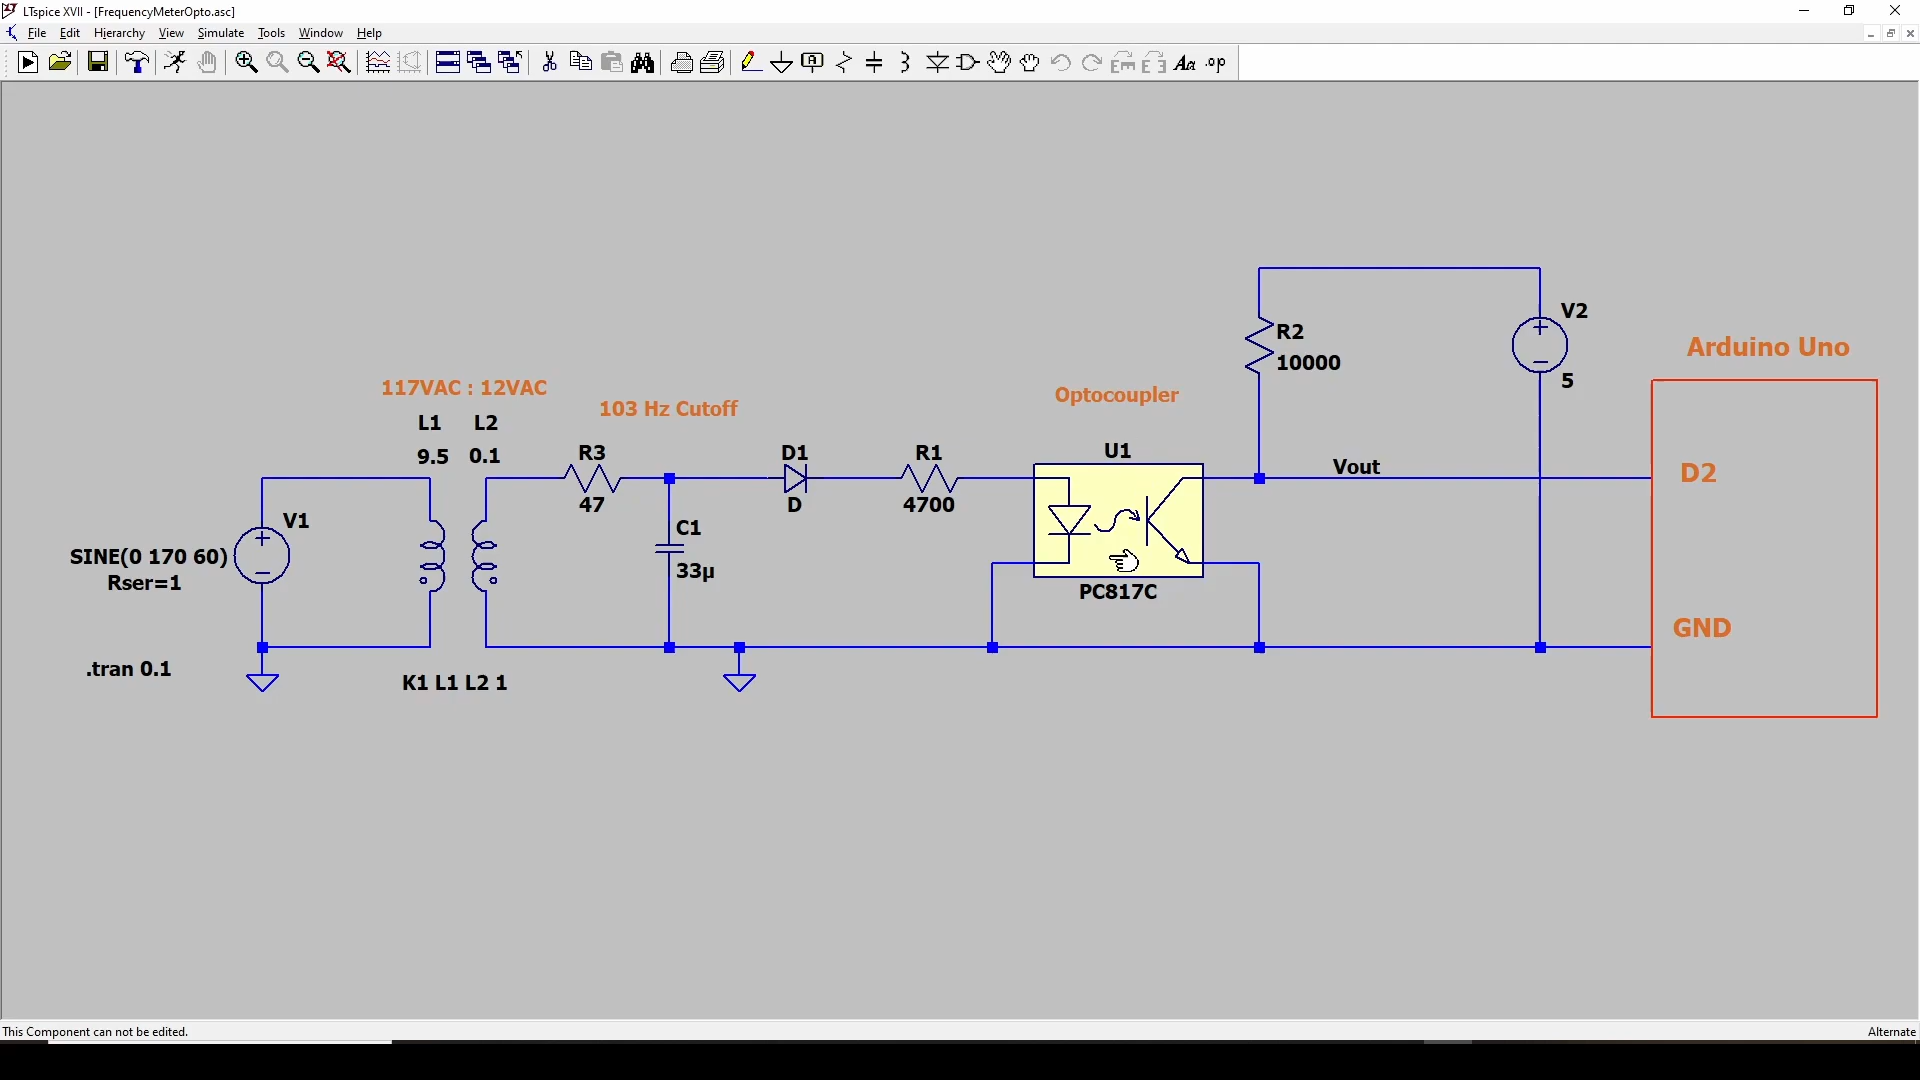 LTspice XVII - [FrequencyMeterOpto.asc]
File Edit Hierarchy View Simulate Tools Window Help
Aa .op
V2
R2
Arduino Uno
10000
5
117VAC : 12VAC
Optocoupler
103 Hz Cutoff
L1 L2
R3 D1 R1 U1
9.5 0.1
Vout
D2
47 D 4700
V1
C1
SINE(0 170 60)
33µ
Rser=1
PC817C
GND
.tran 0.1
K1 L1 L2 1
This Component can not be edited.
Alternate